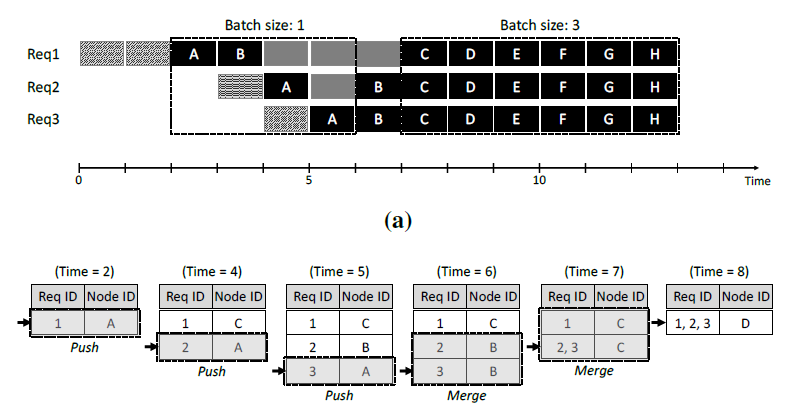 Batch size: 1 Batch size: 3
Req1 A B C D E F G H
Req2 A B C D E F G H
Req3 A B C D E F G H
0 5 10 Time
(a)
(Time = 2) (Time = 4) (Time = 5) (Time = 6) (Time = 7) (Time = 8)
Req ID Node ID Req ID Node ID Req ID Node ID Req ID Node ID Req ID Node ID Req ID Node ID
1 A 1 C 1 C 1 C 1 C 1, 2, 3 D
2 A 2 B 2 B 2, 3 C
Push 3 A 3 B Merge
Push Push Merge